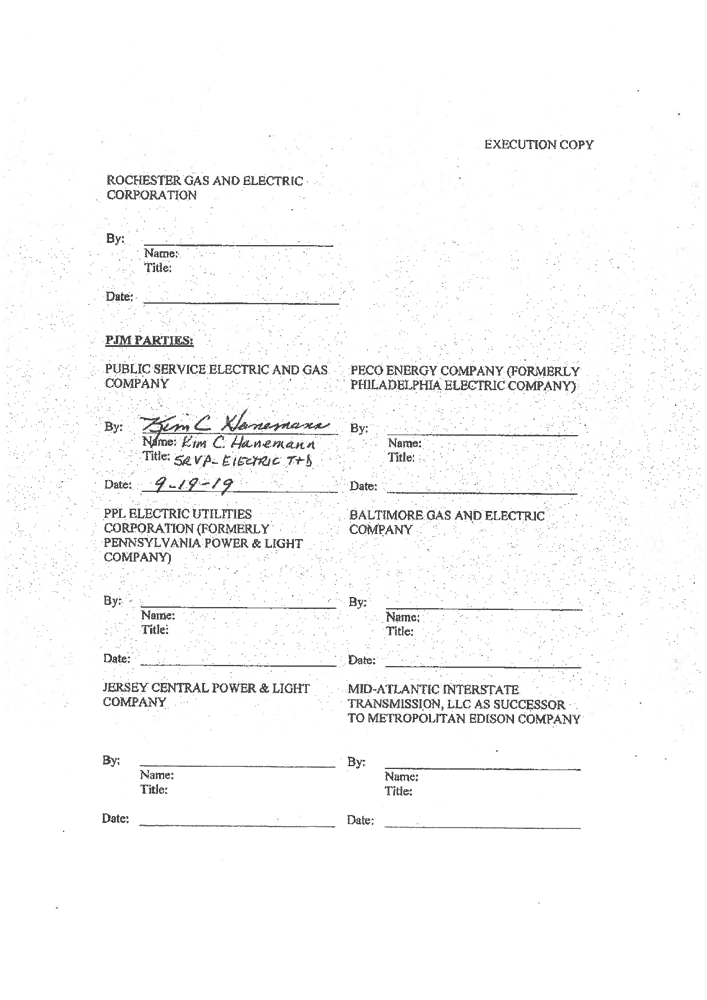 EXECUTION COPY
ROCHESTER GAS AND ELECTRIC
CORPORATION
By:
Name:
Title:
Date:
PJM PARTIES:
PUBLIC SERVICE ELECTRIC AND GAS
COMPANY
By: Kim C Hanemann
Name: Kim C. Hanemann
Title: SRVP- ElECTRIC T+D
Date: 9-19-19
PECO ENERGY COMPANY (FORMERLY
PHILADELPHIA ELECTRIC COMPANY)
By:
Name:
Title:
Date:
PPL ELECTRIC UTILITIES
CORPORATION (FORMERLY
PENNSYLVANIA POWER & LIGHT
COMPANY)
By:
Name:
Title:
Date:
BALTIMORE GAS AND ELECTRIC
COMPANY
By:
Name:
Title:
Date:
JERSEY CENTRAL POWER & LIGHT
COMPANY
By:
Name:
Title:
Date:
MID-ATLANTIC INTERSTATE
TRANSMISSION, LLC AS SUCCESSOR
TO METROPOLITAN EDISON COMPANY
By:
Name:
Title:
Date: